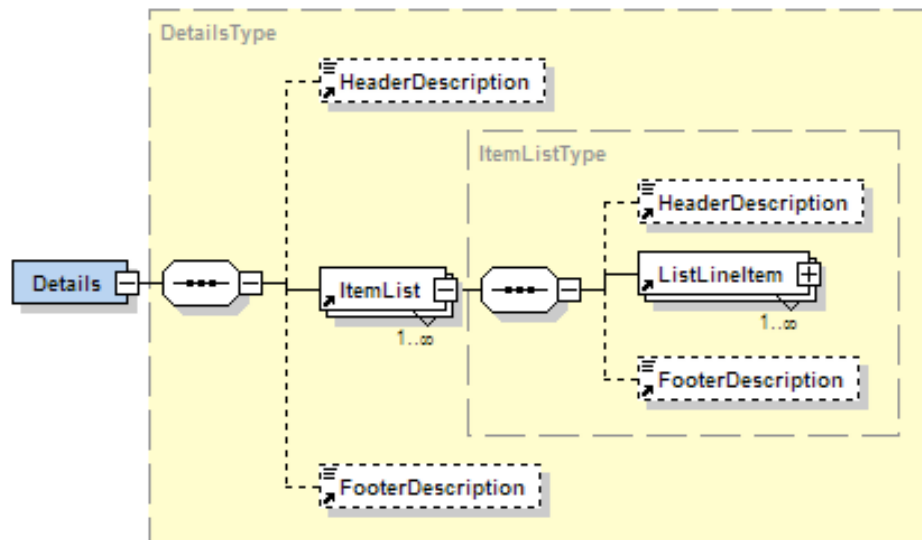 DetailsType
HeaderDescription
ItemListType
HeaderDescription
Details
ItemList
1..∞
ListLineItem
1..∞
FooterDescription
FooterDescription